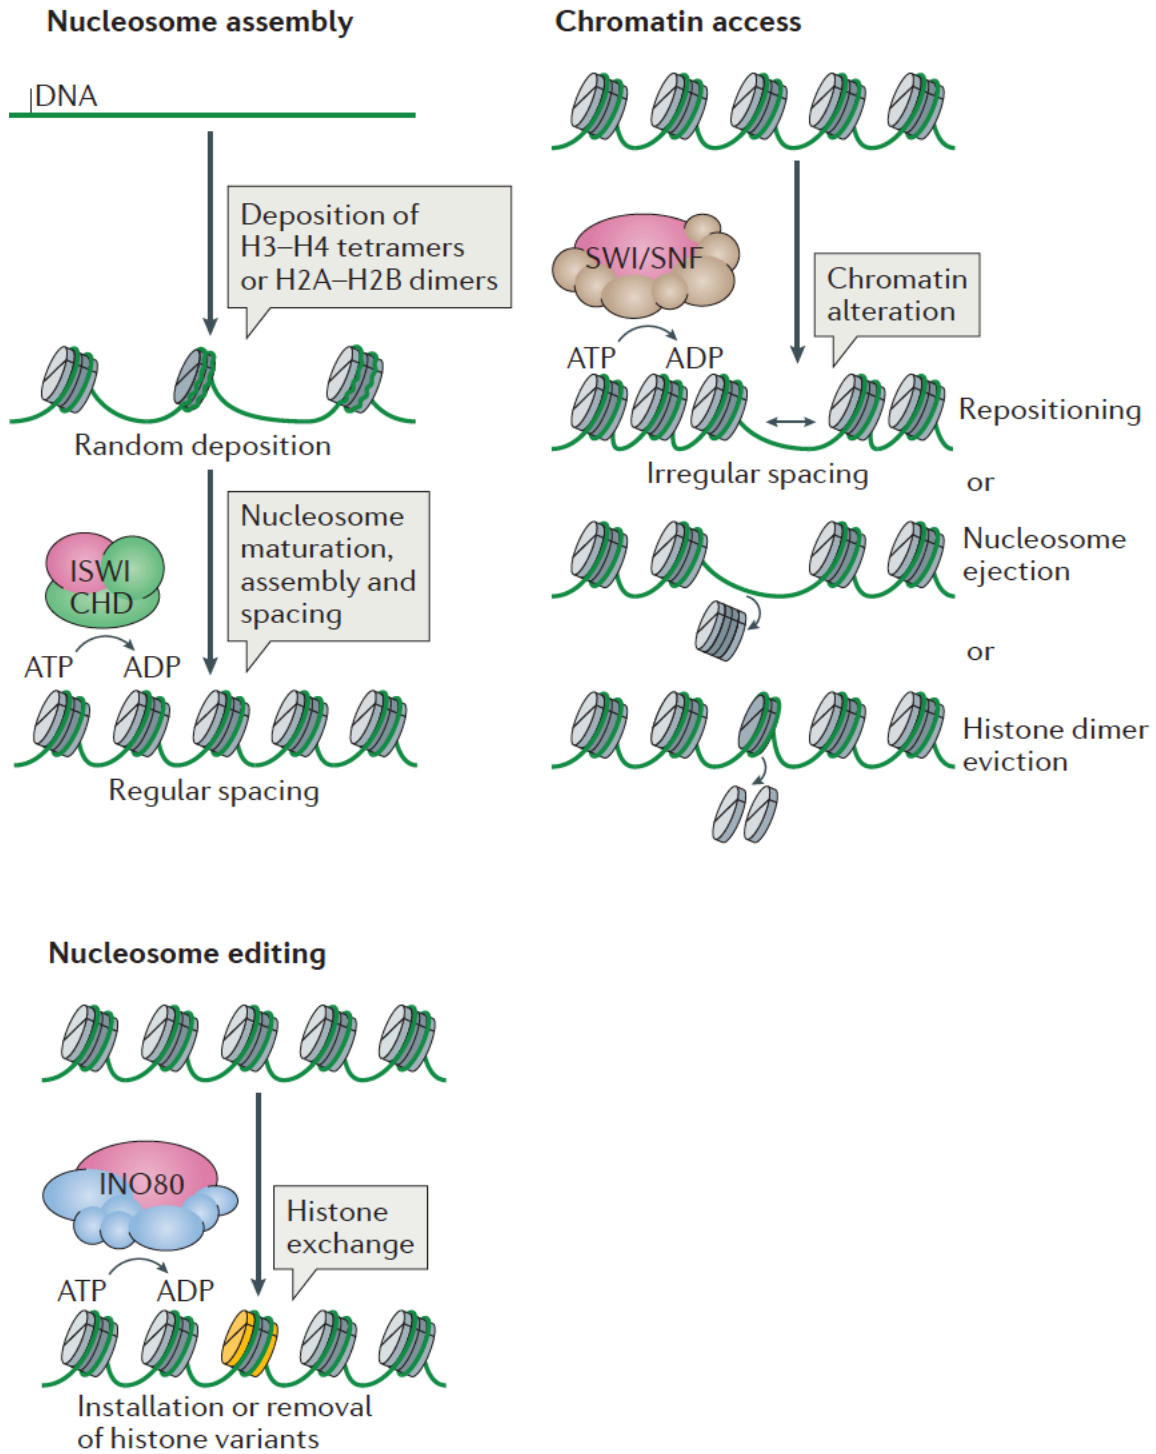 Nucleosome assembly
DNA
Deposition of
H3–H4 tetramers
or H2A–H2B dimers
Random deposition
Nucleosome
maturation,
assembly and
spacing
ISWI
CHD
ATP
ADP
Regular spacing
Chromatin access
SWI/SNF
Chromatin
alteration
ATP
ADP
Repositioning
Irregular spacing
or
Nucleosome
ejection
or
Histone dimer
eviction
Nucleosome editing
INO80
Histone
exchange
ATP
ADP
Installation or removal
of histone variants